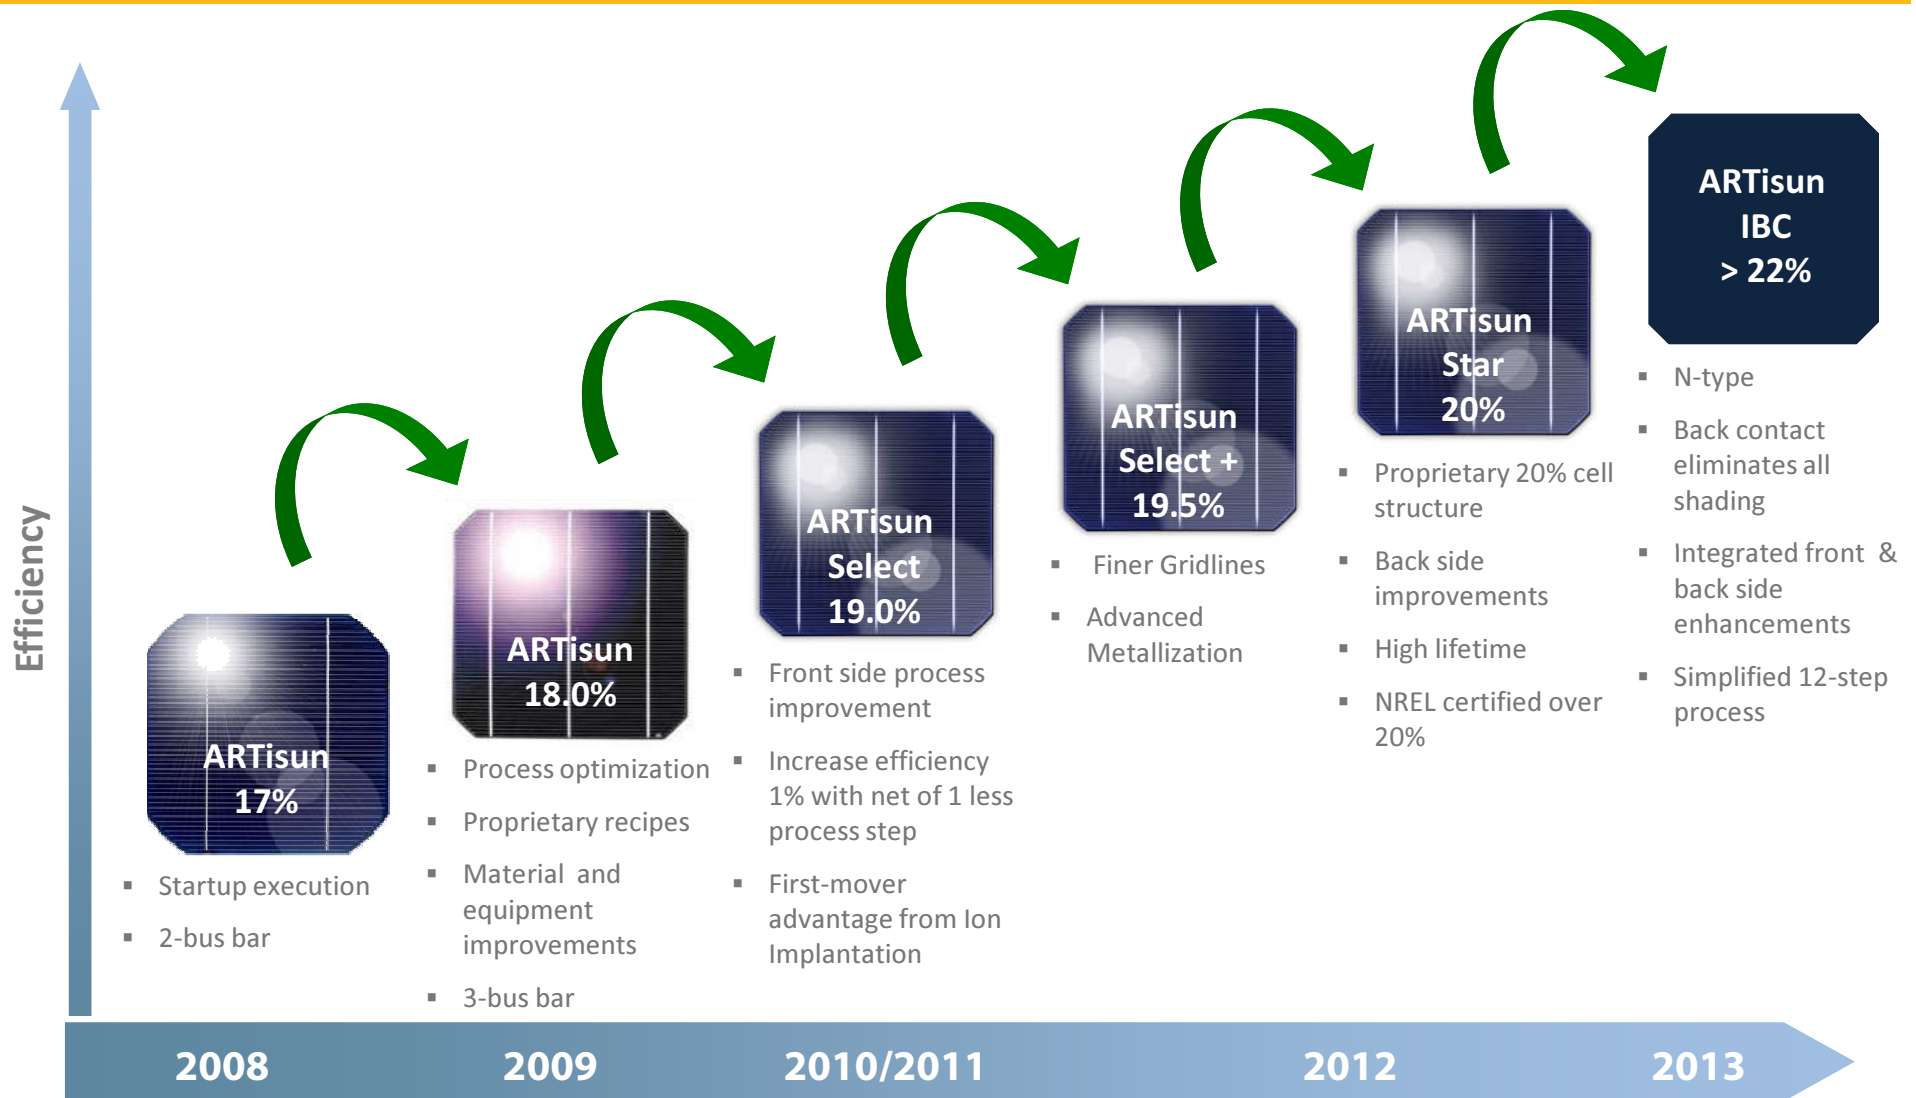 Efficiency
ARTisun
17%
▪ Startup execution
▪ 2-bus bar
ARTisun
18.0%
▪ Process optimization
▪ Proprietary recipes
▪ Material and
equipment
improvements
▪ 3-bus bar
ARTisun
Select
19.0%
▪ Front side process
improvement
▪ Increase efficiency
1% with net of 1 less
process step
▪ First-mover
advantage from Ion
Implantation
ARTisun
Select +
19.5%
▪ Finer Gridlines
▪ Advanced
Metallization
ARTisun
Star
20%
▪ Proprietary 20% cell
structure
▪ Back side
improvements
▪ High lifetime
▪ NREL certified over
20%
ARTisun
IBC
> 22%
▪ N-type
▪ Back contact
eliminates all
shading
▪ Integrated front &
back side
enhancements
▪ Simplified 12-step
process
2008
2009
2010/2011
2012
2013